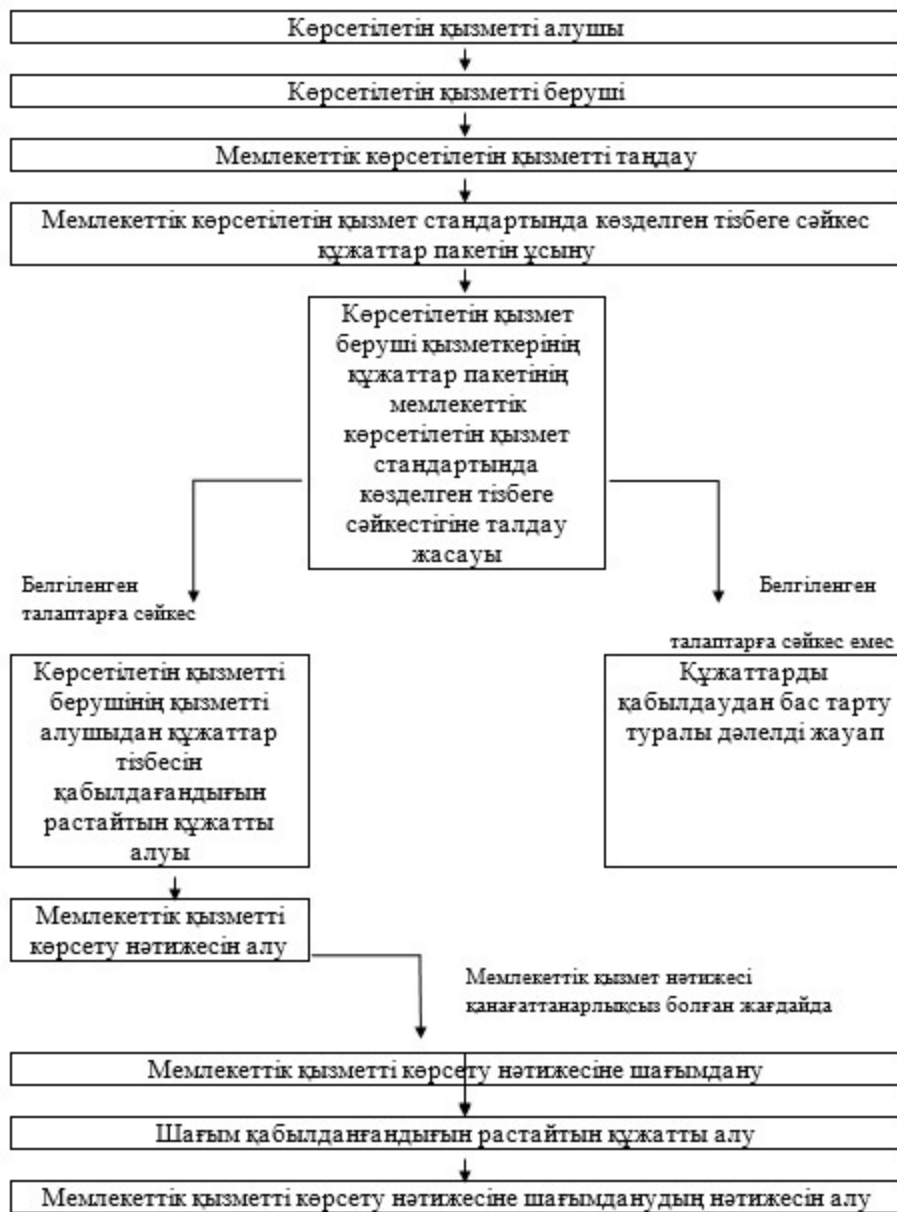 Көрсетілетін қызметті алушы
Көрсетілетін қызметті беруші
Мемлекеттік көрсетілетін қызметті таңдау
Мемлекеттік көрсетілетін қызмет стандартында көзделген тізбеге сәйкес
құжаттар пакетін ұсыну
Көрсетілетін қызмет
беруші қызметкерінің
құжаттар пакетінің
мемлекеттік
көрсетілетін қызмет
стандартында
көзделген тізбеге
сәйкестігіне талдау
жасауы
Белгіленген
талаптарға сәйкес
Белгіленген
талаптарға сәйкес емес
Көрсетілетін қызметті
берушінің қызметті
алушыдан құжаттар
тізбесін
қабылдағандығын
растайтын құжатты
алуы
Құжаттарды
қабылдаудан бас тарту
туралы дәлелді жауап
Мемлекеттік қызметті
көрсету нәтижесін алу
Мемлекеттік қызмет нәтижесі
қанағаттанарлықсыз болған жағдайда
Мемлекеттік қызметті көрсету нәтижесіне шағымдану
Шағым қабылданғандығын растайтын құжатты алу
Мемлекеттік қызметті көрсету нәтижесіне шағымданудың нәтижесін алу